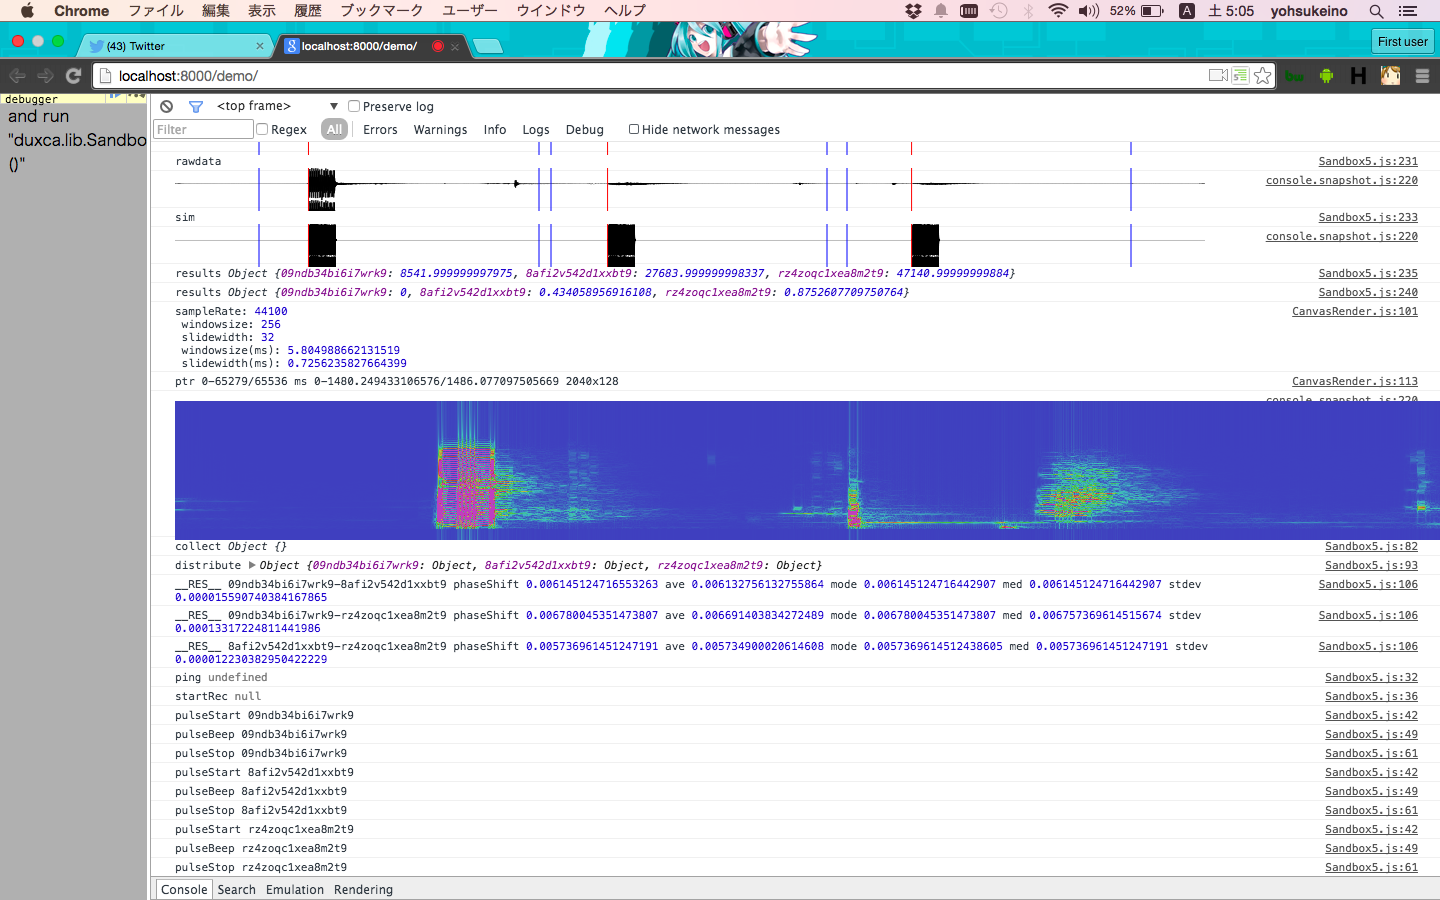 Chrome ファイル 編集 表示 履歴 ブックマーク ユーザー ウインドウ ヘルプ 52% A 土 5:05 yohsukeino
(43) Twitter × localhost:8000/demo/ × First user
localhost:8000/demo/
debugger
and run
"duxca.lib.Sandbo
()"
<top frame> ▼ Preserve log
Filter Regex All Errors Warnings Info Logs Debug Hide network messages
rawdata Sandbox5.js:231
console.snapshot.js:220
sim Sandbox5.js:233
console.snapshot.js:220
results Object {09ndb34bi6i7wrk9: 8541.999999997975, 8afi2v542d1xxbt9: 27683.999999998337, rz4zoqc1xea8m2t9: 47140.99999999884} Sandbox5.js:235
results Object {09ndb34bi6i7wrk9: 0, 8afi2v542d1xxbt9: 0.434058956916108, rz4zoqc1xea8m2t9: 0.8752607709750764} Sandbox5.js:240
sampleRate: 44100 CanvasRender.js:101
windowsize: 256
slidewidth: 32
windowsize(ms): 5.804988662131519
slidewidth(ms): 0.7256235827664399
ptr 0-65279/65536 ms 0-1480.249433106576/1486.077097505669 2040x128 CanvasRender.js:113
console.snapshot.js:220
collect Object {} Sandbox5.js:82
distribute ▶ Object {09ndb34bi6i7wrk9: Object, 8afi2v542d1xxbt9: Object, rz4zoqc1xea8m2t9: Object} Sandbox5.js:93
__RES__ 09ndb34bi6i7wrk9-8afi2v542d1xxbt9 phaseShift 0.006145124716553263 ave 0.006132756132755864 mode 0.006145124716442907 med 0.006145124716442907 stdev Sandbox5.js:106
0.000015590740384167865
__RES__ 09ndb34bi6i7wrk9-rz4zoqc1xea8m2t9 phaseShift 0.006780045351473807 ave 0.006691403834272489 mode 0.006780045351473807 med 0.006757369614515674 stdev Sandbox5.js:106
0.00013317224811441986
__RES__ 8afi2v542d1xxbt9-rz4zoqc1xea8m2t9 phaseShift 0.005736961451247191 ave 0.005734900020614608 mode 0.0057369614512438605 med 0.005736961451247191 stdev Sandbox5.js:106
0.000012230382950422229
ping undefined Sandbox5.js:32
startRec null Sandbox5.js:36
pulseStart 09ndb34bi6i7wrk9 Sandbox5.js:42
pulseBeep 09ndb34bi6i7wrk9 Sandbox5.js:49
pulseStop 09ndb34bi6i7wrk9 Sandbox5.js:61
pulseStart 8afi2v542d1xxbt9 Sandbox5.js:42
pulseBeep 8afi2v542d1xxbt9 Sandbox5.js:49
pulseStop 8afi2v542d1xxbt9 Sandbox5.js:61
pulseStart rz4zoqc1xea8m2t9 Sandbox5.js:42
pulseBeep rz4zoqc1xea8m2t9 Sandbox5.js:49
pulseStop rz4zoqc1xea8m2t9 Sandbox5.js:61
Console Search Emulation Rendering